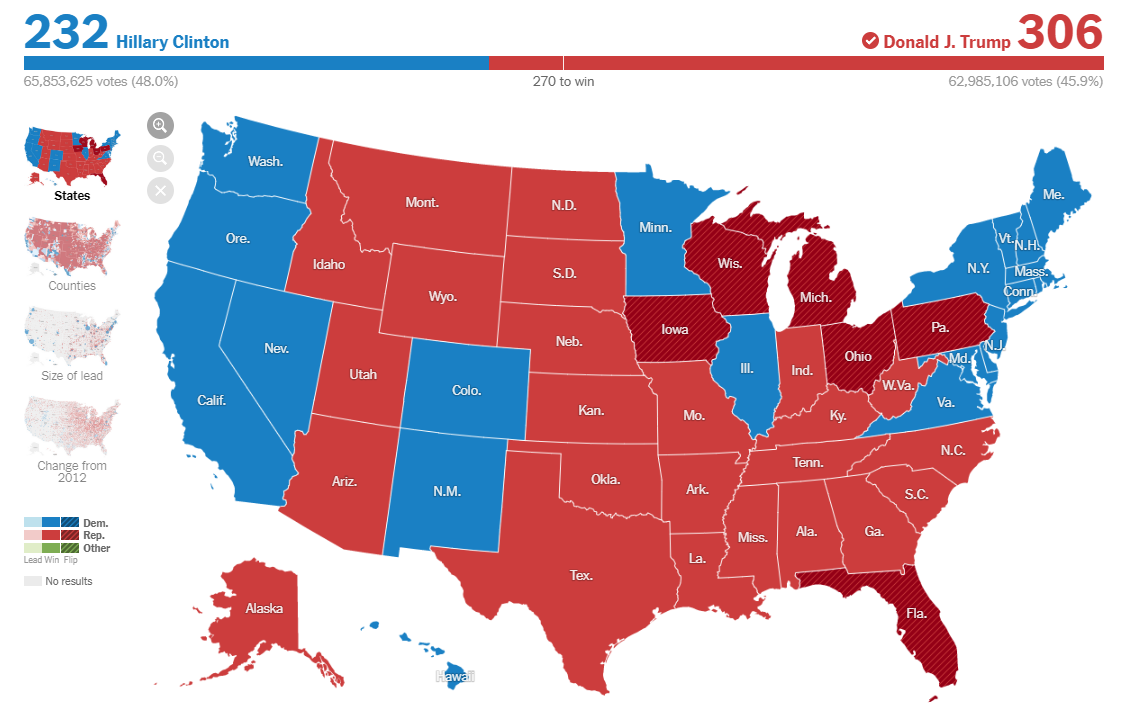 232 Hillary Clinton
Donald J. Trump 306
65,853,625 votes (48.0%)
270 to win
62,985,106 votes (45.9%)
States
Counties
Size of lead
Change from
2012
Dem.
Rep.
Other
Lead Win Flip
No results
Wash.
Ore.
Calif.
Nev.
Idaho
Mont.
Wyo.
Utah
Ariz.
Colo.
N.M.
N.D.
S.D.
Neb.
Kan.
Okla.
Tex.
Minn.
Iowa
Mo.
Ark.
La.
Wis.
Ill.
Mich.
Ind.
Ohio
Ky.
Tenn.
Miss.
Ala.
Ga.
Fla.
S.C.
N.C.
Va.
W.Va.
Md.
Pa.
N.J.
N.Y.
Conn.
Mass.
Vt.
N.H.
Me.
Alaska
Hawaii